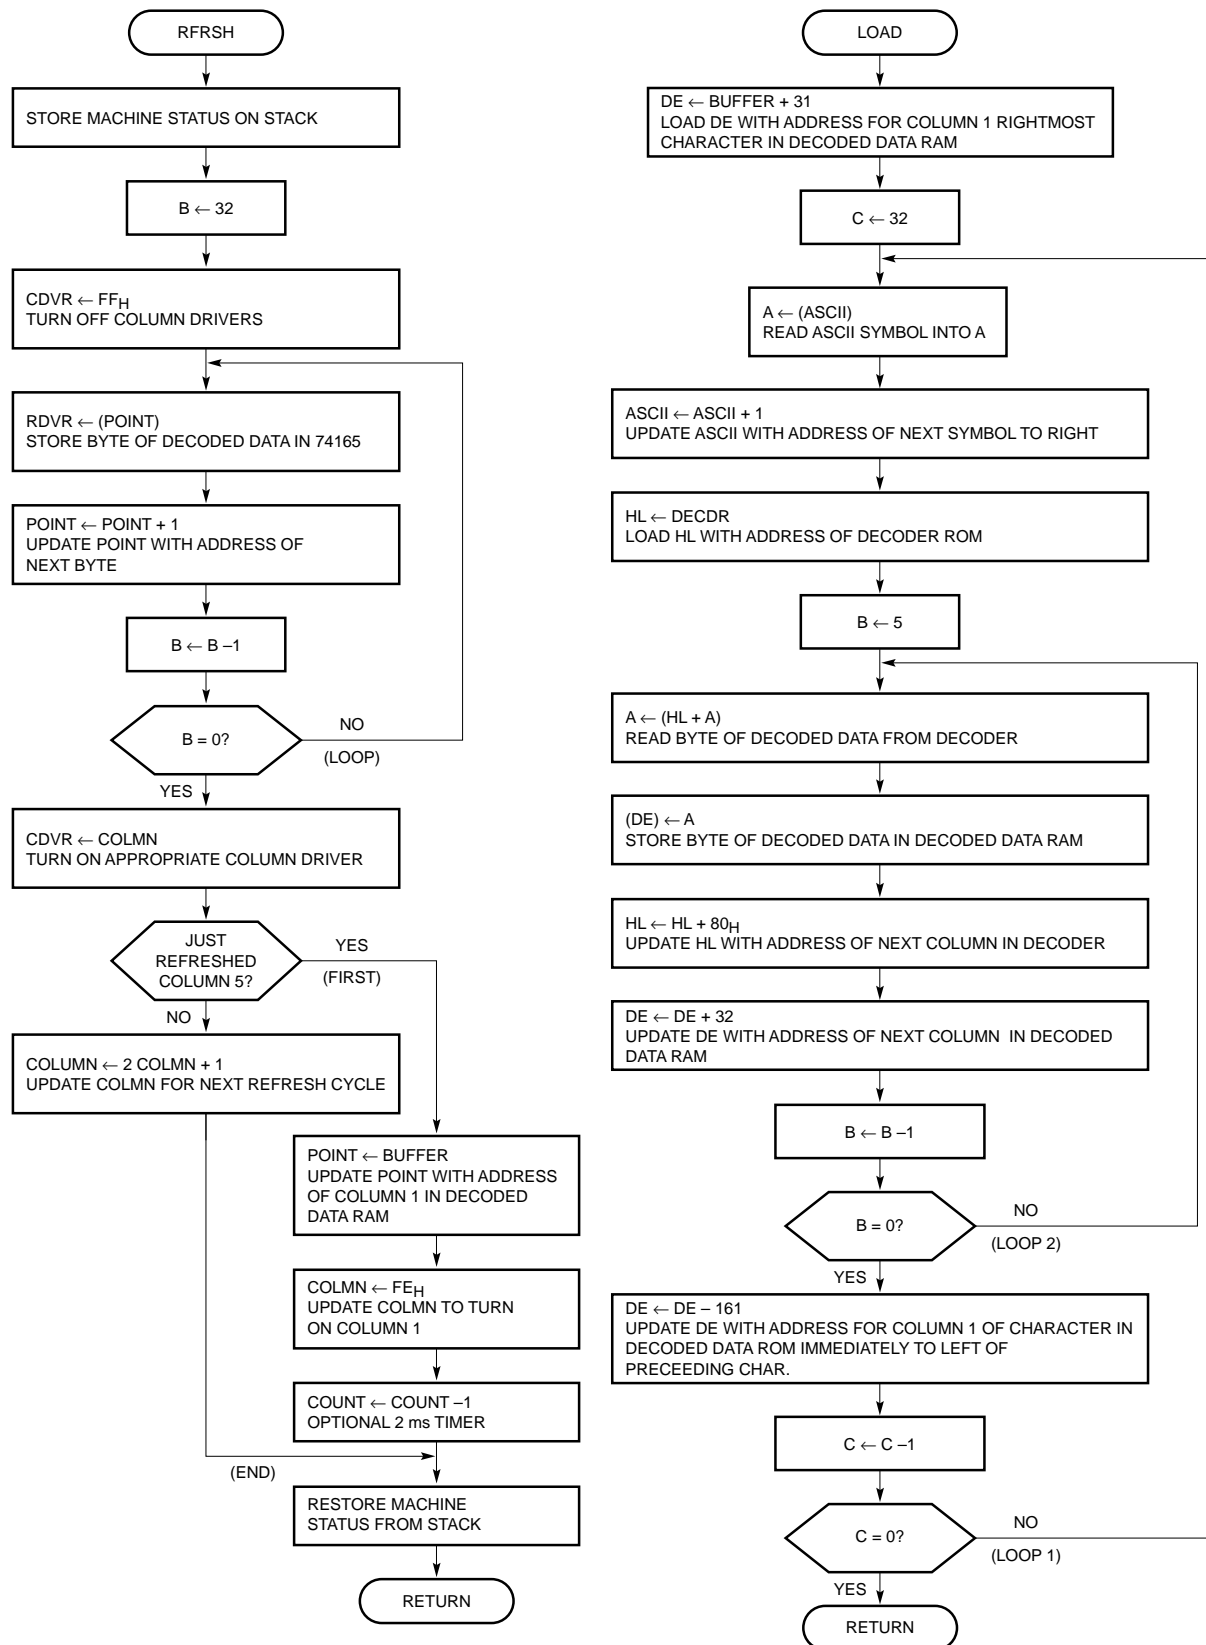 RFRSH
STORE MACHINE STATUS ON STACK
B ← 32
CDVR ← FFH
TURN OFF COLUMN DRIVERS
RDVR ← (POINT)
STORE BYTE OF DECODED DATA IN 74165
POINT ← POINT + 1
UPDATE POINT WITH ADDRESS OF
NEXT BYTE
B ← B –1
B = 0?
NO
(LOOP)
YES
CDVR ← COLMN
TURN ON APPROPRIATE COLUMN DRIVER
JUST
REFRESHED
COLUMN 5?
YES
(FIRST)
NO
COLUMN ← 2 COLMN + 1
UPDATE COLMN FOR NEXT REFRESH CYCLE
POINT ← BUFFER
UPDATE POINT WITH ADDRESS
OF COLUMN 1 IN DECODED
DATA RAM
COLMN ← FEH
UPDATE COLMN TO TURN
ON COLUMN 1
COUNT ← COUNT –1
OPTIONAL 2 ms TIMER
(END)
RESTORE MACHINE
STATUS FROM STACK
RETURN
LOAD
DE ← BUFFER + 31
LOAD DE WITH ADDRESS FOR COLUMN 1 RIGHTMOST
CHARACTER IN DECODED DATA RAM
C ← 32
A ← (ASCII)
READ ASCII SYMBOL INTO A
ASCII ← ASCII + 1
UPDATE ASCII WITH ADDRESS OF NEXT SYMBOL TO RIGHT
HL ← DECDR
LOAD HL WITH ADDRESS OF DECODER ROM
B ← 5
A ← (HL + A)
READ BYTE OF DECODED DATA FROM DECODER
(DE) ← A
STORE BYTE OF DECODED DATA IN DECODED DATA RAM
HL ← HL + 80H
UPDATE HL WITH ADDRESS OF NEXT COLUMN IN DECODER
DE ← DE + 32
UPDATE DE WITH ADDRESS OF NEXT COLUMN IN DECODED
DATA RAM
B ← B –1
B = 0?
NO
(LOOP 2)
YES
DE ← DE – 161
UPDATE DE WITH ADDRESS FOR COLUMN 1 OF CHARACTER IN
DECODED DATA ROM IMMEDIATELY TO LEFT OF
PRECEEDING CHAR.
C ← C –1
C = 0?
NO
(LOOP 1)
YES
RETURN